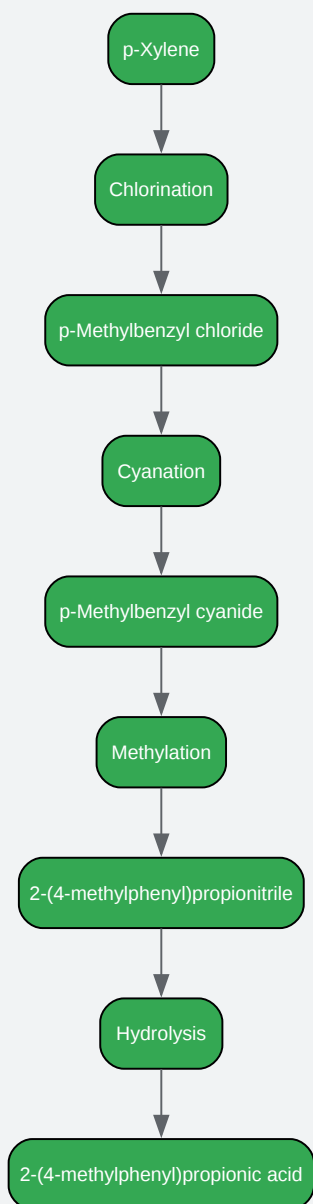 p-Xylene
Chlorination
p-Methylbenzyl chloride
Cyanation
p-Methylbenzyl cyanide
Methylation
2-(4-methylphenyl)propionitrile
Hydrolysis
2-(4-methylphenyl)propionic acid